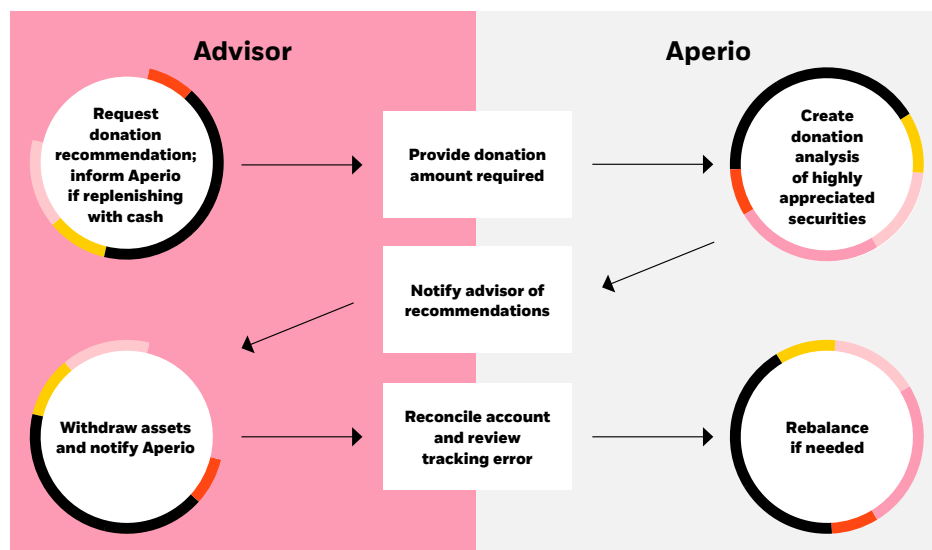 Advisor
Aperio
Request
donation
recommendation;
inform Aperio
if replenishing
with cash
Provide donation
amount required
Create
donation
analysis
of highly
appreciated
securities
Notify advisor of
recommendations
Withdraw assets
and notify Aperio
Reconcile account
and review
tracking error
Rebalance
if needed